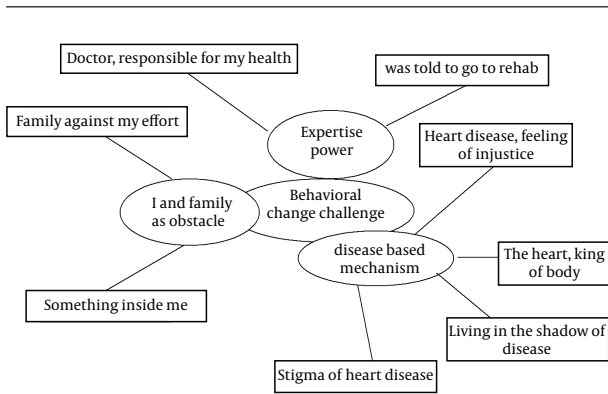 Doctor, responsible for my health
was told to go to rehab
Family against my effort
Expertise
power
Heart disease, feeling
of injustice
I and family
as obstacle
Behavioral
change challenge
disease based
mechanism
The heart, king
of body
Something inside me
Living in the shadow of
disease
Stigma of heart disease